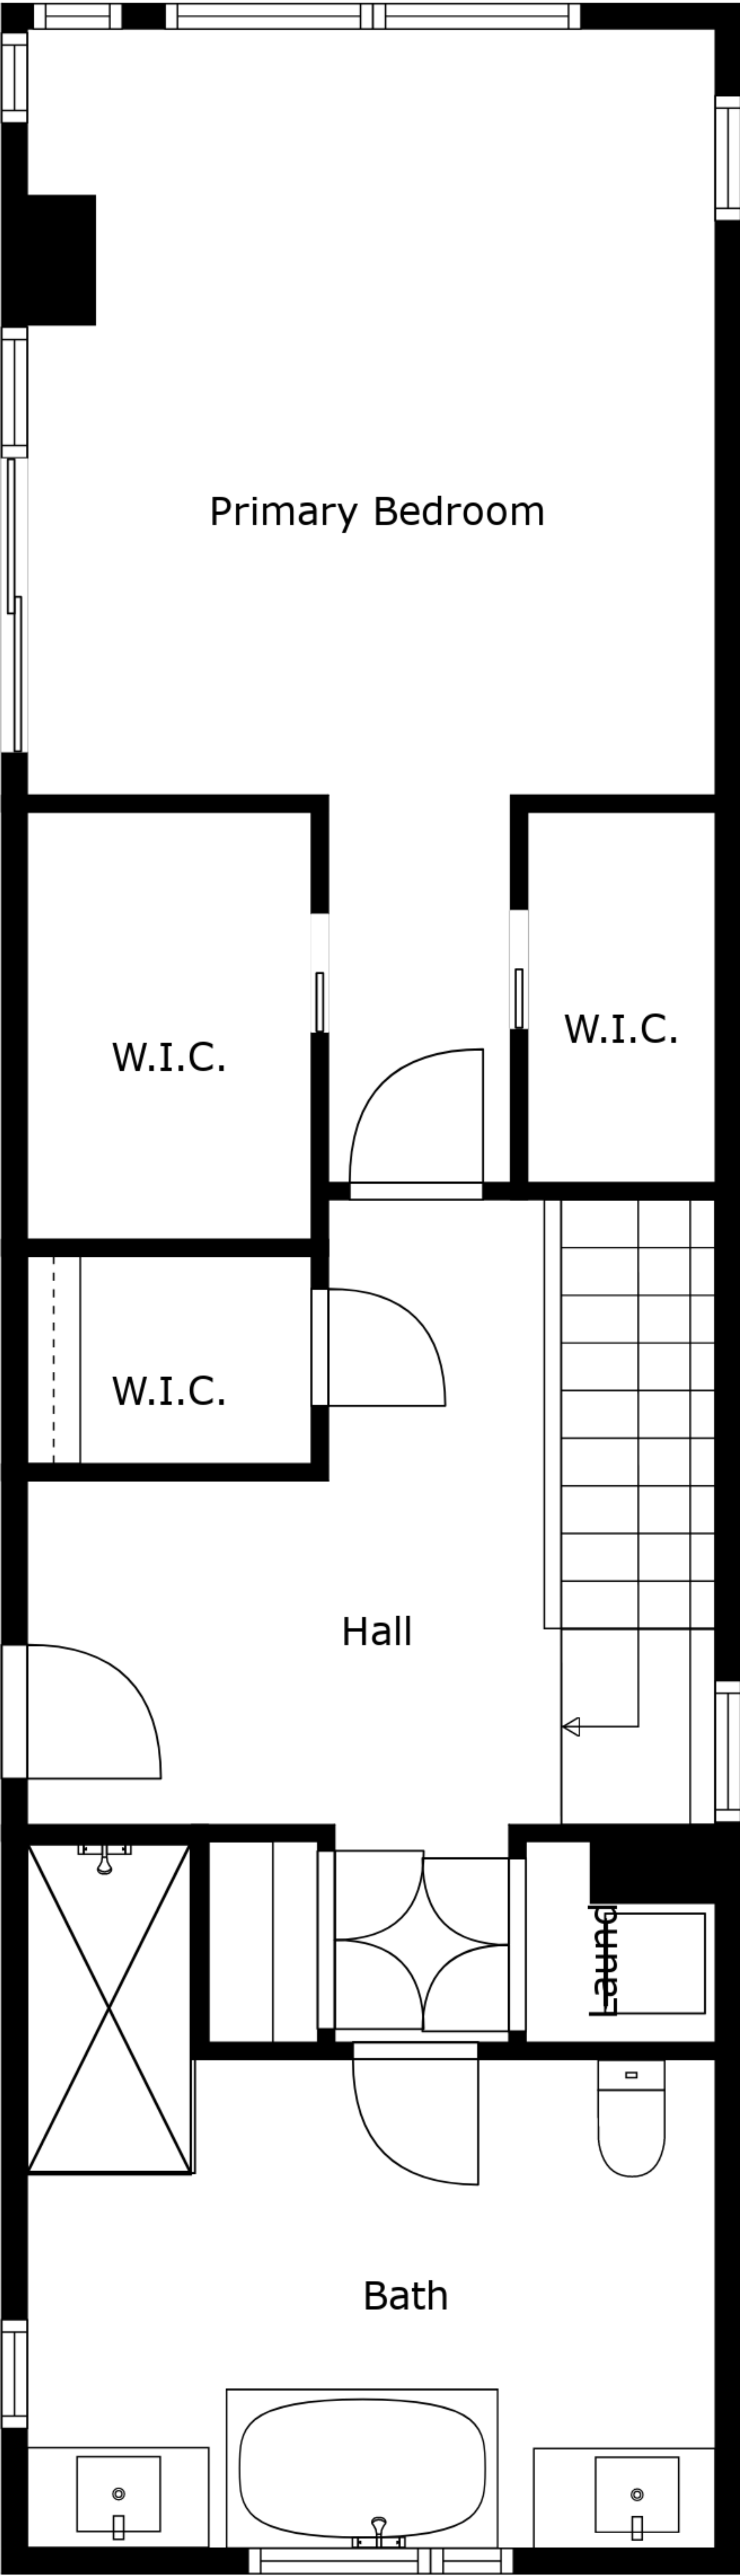 Primary Bedroom
W.I.C.
W.I.C.
W.I.C.
Hall
Laund
Bath